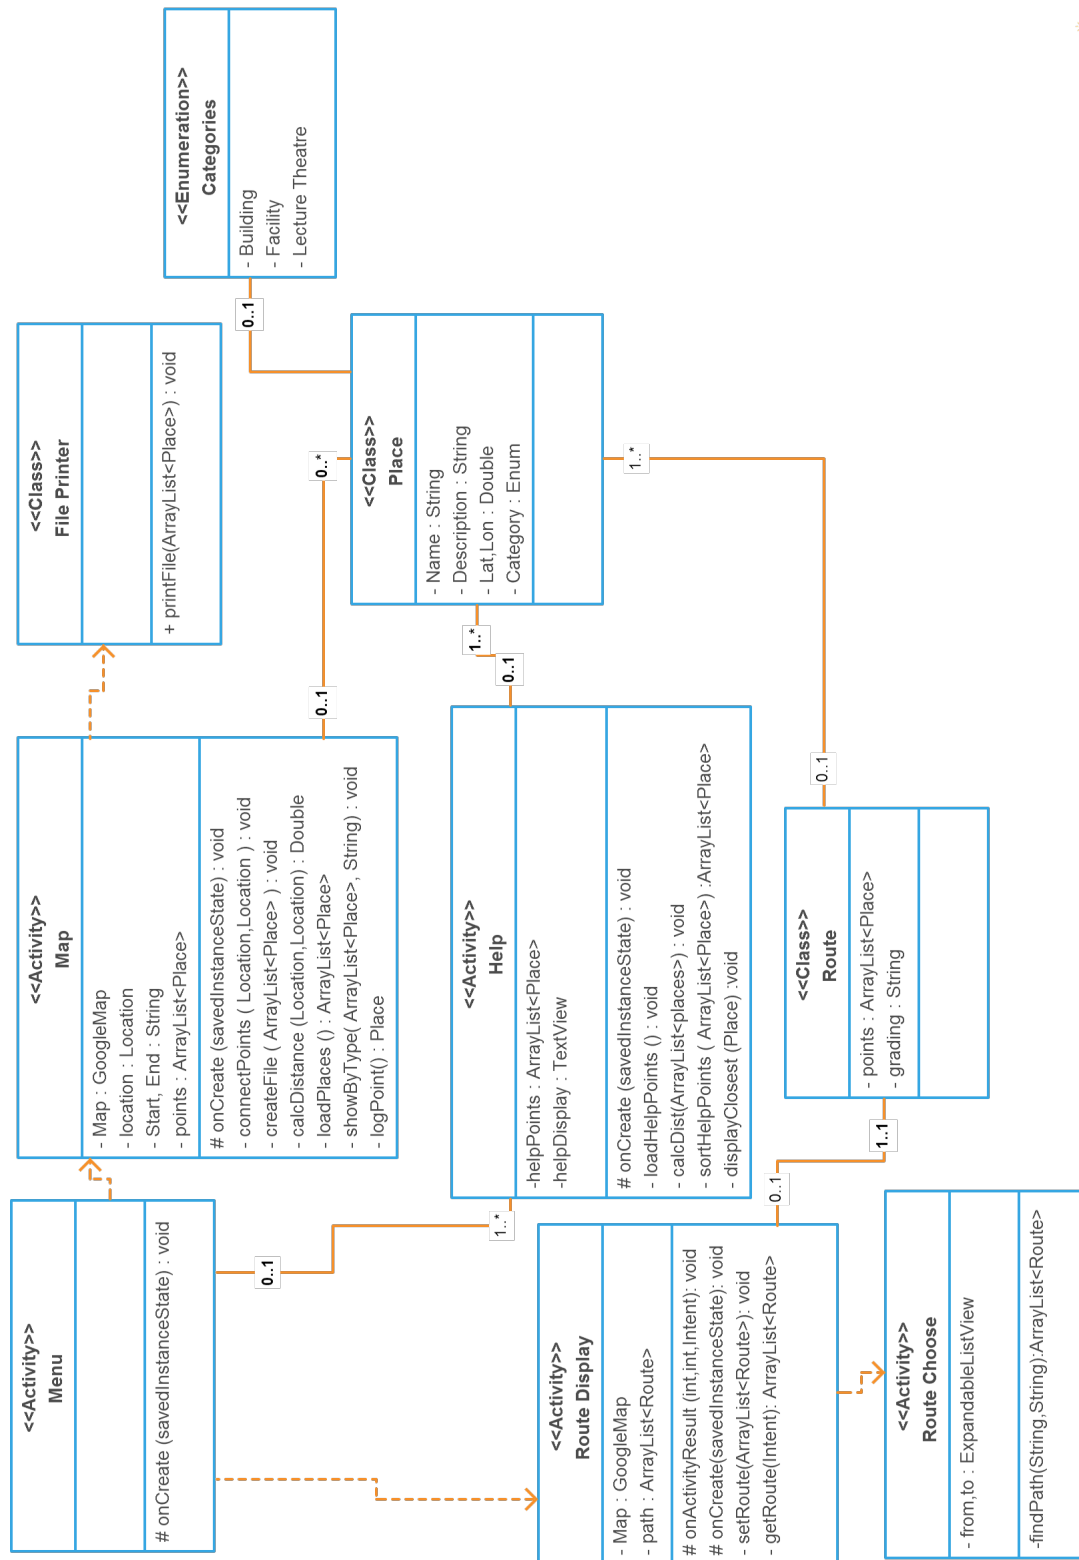 <<Activity>>
Menu
# onCreate (savedInstanceState) : void
<<Activity>>
Map
- Map : GoogleMap
- location : Location
- Start, End : String
- points : ArrayList<Place>
# onCreate (savedInstanceState) : void
- connectPoints ( Location,Location ) : void
- createFile ( ArrayList<Place> ) : void
- calcDistance (Location,Location) : Double
- loadPlaces () : ArrayList<Place>
- showByType( ArrayList<Place>, String) : void
- logPoint() : Place
<<Class>>
File Printer
+ printFile(ArrayList<Place>) : void
<<Enumeration>>
Categories
- Building
- Facility
- Lecture Theatre
0..1
0..1
0..*
<<Class>>
Place
- Name : String
- Description : String
- Lat,Lon : Double
- Category : Enum
1..*
0..1
1..*
0..1
0..1
1..*
<<Activity>>
Help
-helpPoints : ArrayList<Place>
-helpDisplay : TextView
# onCreate (savedInstanceState) : void
- loadHelpPoints () : void
- calcDist(ArrayList<places>) : void
- sortHelpPoints ( ArrayList<Place>) :ArrayList<Place>
- displayClosest (Place) :void
<<Activity>>
Route Display
- Map : GoogleMap
- path : ArrayList<Route>
# onActivityResult (int,int,Intent): void
# onCreate(savedInstanceState): void
- setRoute(ArrayList<Route>): void
- getRoute(Intent): ArrayList<Route>
0..1
1..1
<<Class>>
Route
- points : ArrayList<Place>
- grading : String
<<Activity>>
Route Choose
- from,to : ExpandableListView
-findPath(String,String):ArrayList<Route>